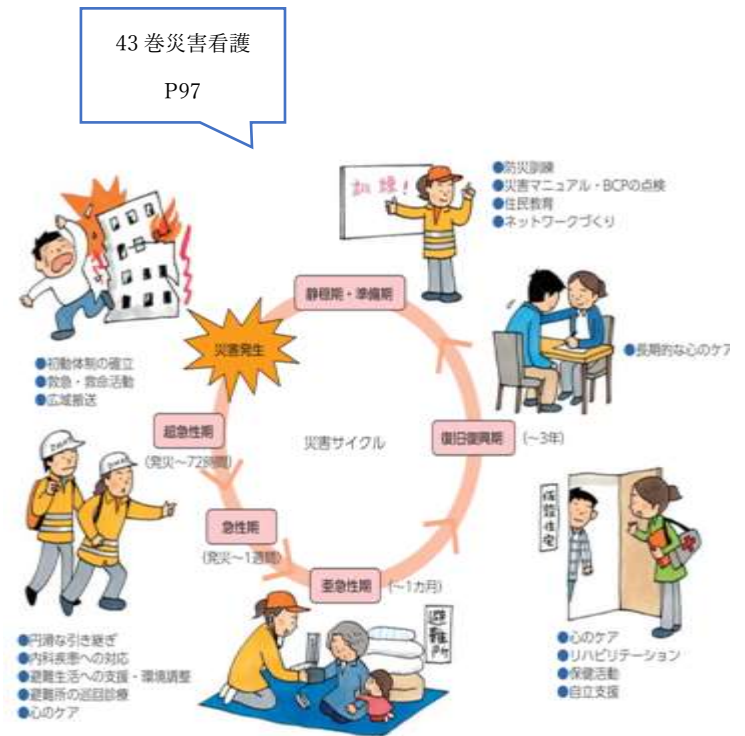 43 巻災害看護
P97
訓練!
●防災訓練
●災害マニュアル・BCPの点検
●住民教育
●ネットワークづくり
静穏期・準備期
災害発生
●初動体制の確立
●救急・救命活動
●広域搬送
●長期的な心のケア
超急性期
(発災～72時間)
災害サイクル
復旧復興期
(～3年)
急性期
(発災～1週間)
亜急性期
(～1カ月)
仮設住宅
避難所
●円滑な引き継ぎ
●内科疾患への対応
●避難生活への支援・環境調整
●避難所の巡回診療
●心のケア
●心のケア
●リハビリテーション
●保健活動
●自立支援